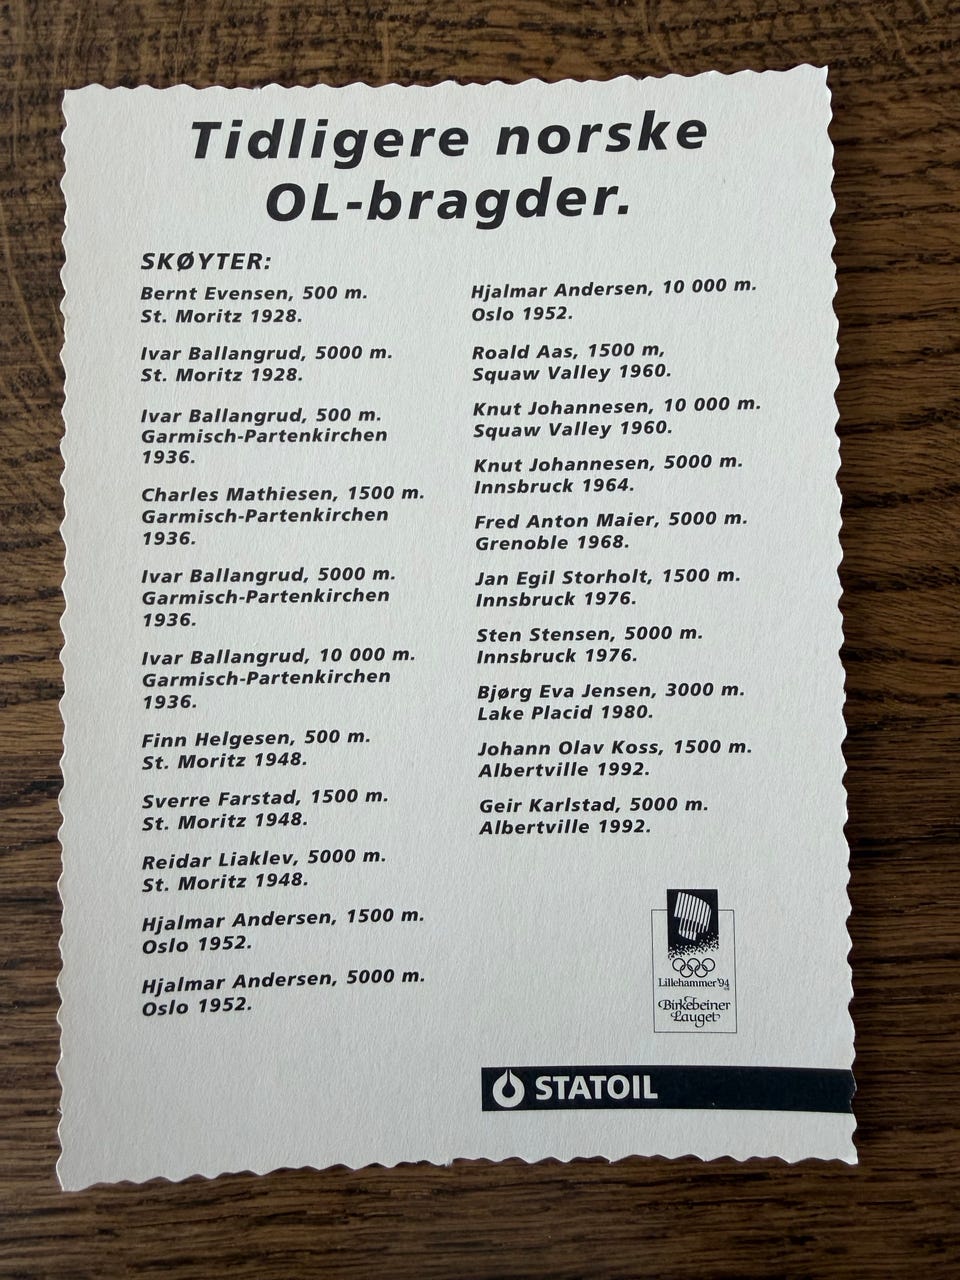 Tidligere norske
OL-bragder.
SKØYTER:
Bernt Evensen, 500 m.
St. Moritz 1928.
Ivar Ballangrud, 5000 m.
St. Moritz 1928.
Ivar Ballangrud, 500 m.
Garmisch-Partenkirchen
1936.
Charles Mathiesen, 1500 m.
Garmisch-Partenkirchen
1936.
Ivar Ballangrud, 5000 m.
Garmisch-Partenkirchen
1936.
Ivar Ballangrud, 10 000 m.
Garmisch-Partenkirchen
1936.
Finn Helgesen, 500 m.
St. Moritz 1948.
Sverre Farstad, 1500 m.
St. Moritz 1948.
Reidar Liaklev, 5000 m.
St. Moritz 1948.
Hjalmar Andersen, 1500 m.
Oslo 1952.
Hjalmar Andersen, 5000 m.
Oslo 1952.
Hjalmar Andersen, 10 000 m.
Oslo 1952.
Roald Aas, 1500 m,
Squaw Valley 1960.
Knut Johannesen, 10 000 m.
Squaw Valley 1960.
Knut Johannesen, 5000 m.
Innsbruck 1964.
Fred Anton Maier, 5000 m.
Grenoble 1968.
Jan Egil Storholt, 1500 m.
Innsbruck 1976.
Sten Stensen, 5000 m.
Innsbruck 1976.
Bjørg Eva Jensen, 3000 m.
Lake Placid 1980.
Johann Olav Koss, 1500 m.
Albertville 1992.
Geir Karlstad, 5000 m.
Albertville 1992.
Lillehammer'94
Birkebeiner
Lauget
STATOIL